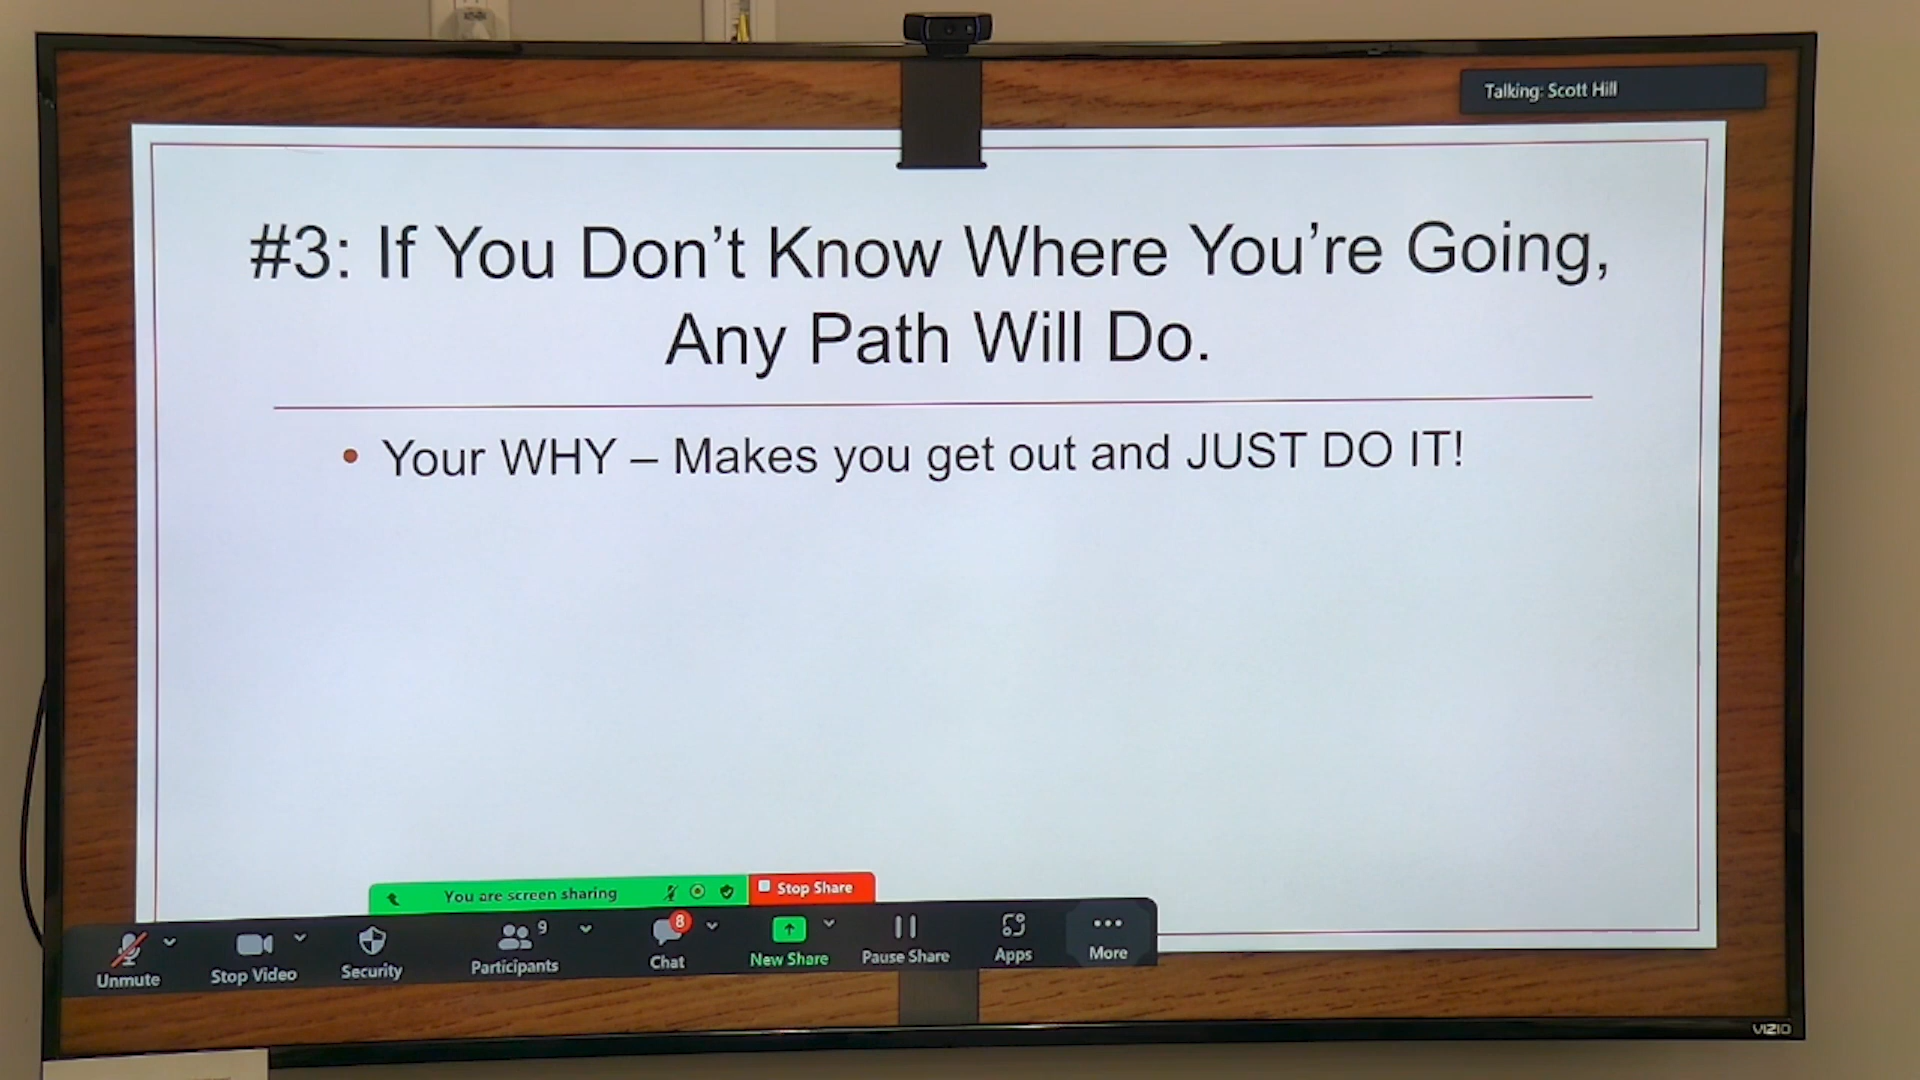 Talking: Scott Hill
#3: If You Don't Know Where You're Going,
Any Path Will Do.
• Your WHY – Makes you get out and JUST DO IT!
You are screen sharing
Stop Share
Unmute
Stop Video
Security
9
Participants
8
Chat
New Share
Pause Share
Apps
More
VIZIO